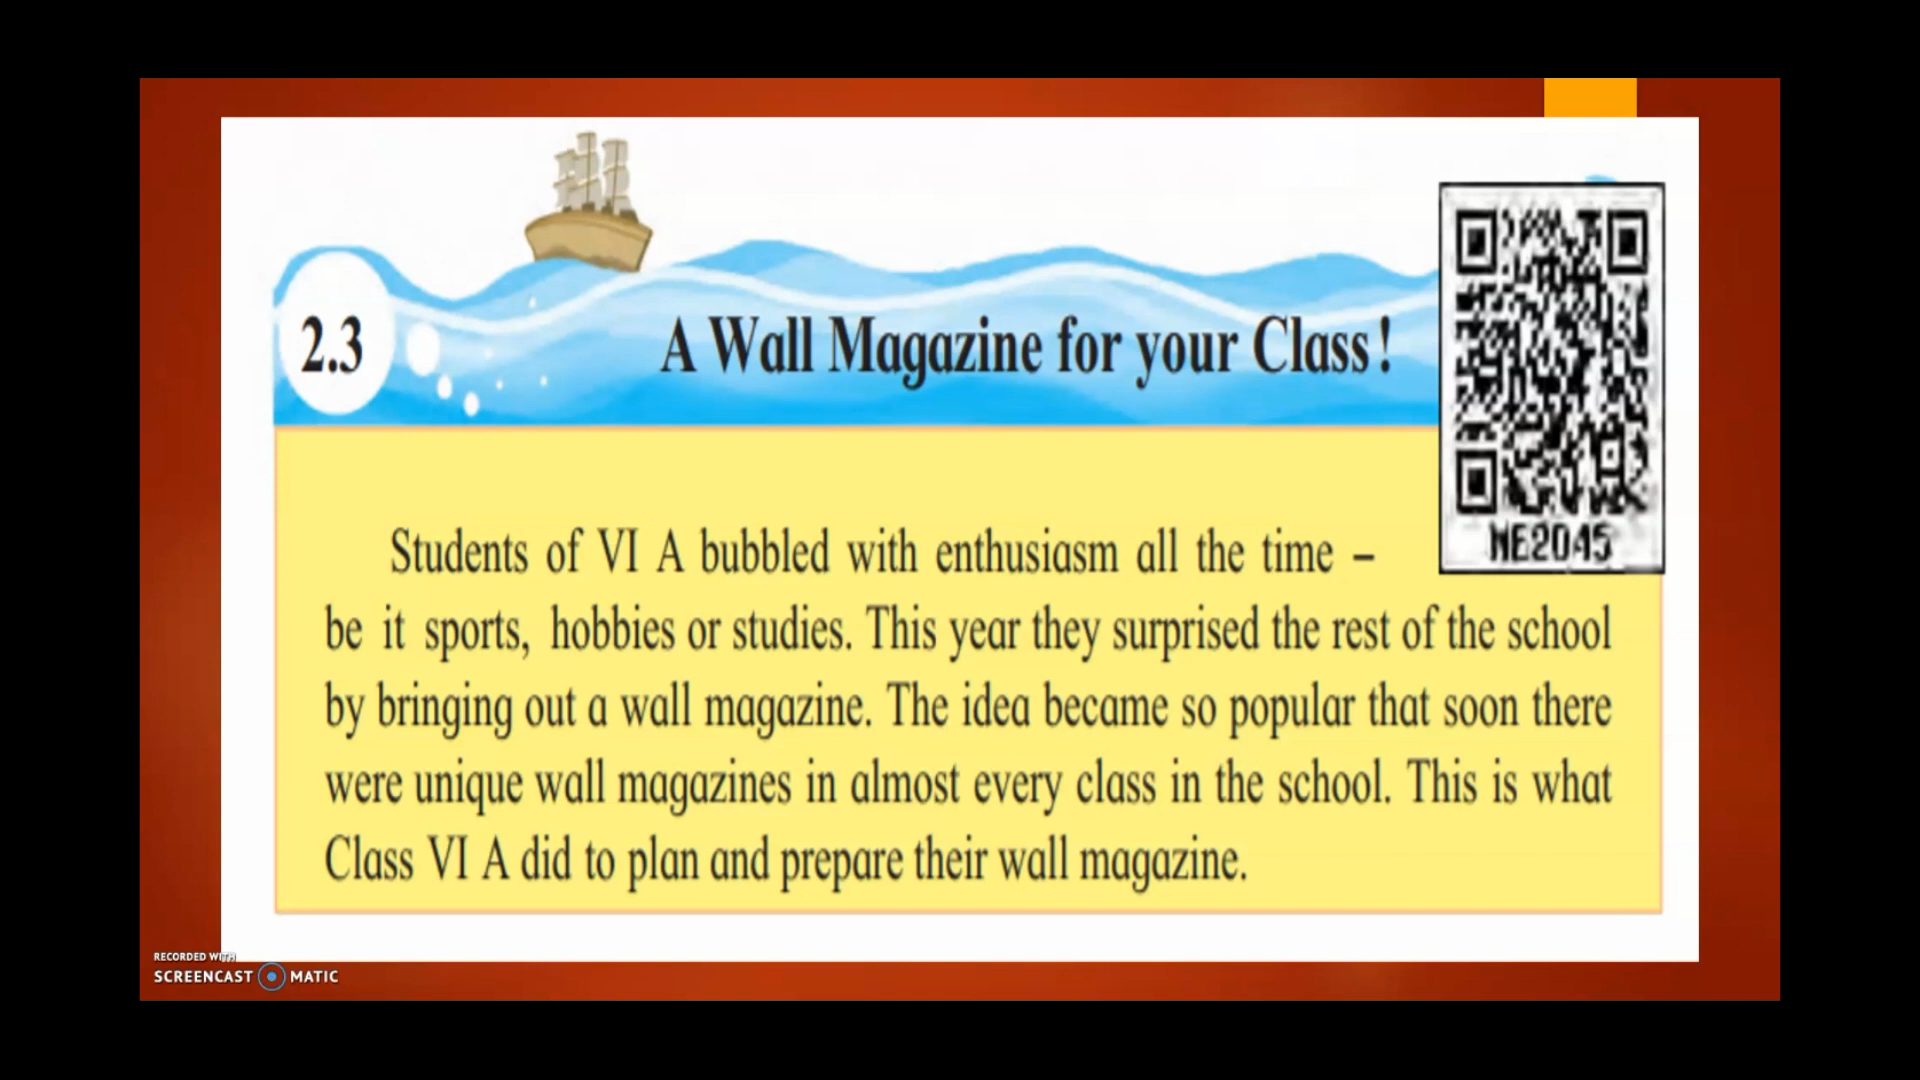 2.3
A Wall Magazine for your Class!
NE2045
Students of VI A bubbled with enthusiasm all the time –
be it sports, hobbies or studies. This year they surprised the rest of the school
by bringing out a wall magazine. The idea became so popular that soon there
were unique wall magazines in almost every class in the school. This is what
Class VI A did to plan and prepare their wall magazine.
RECORDED WITH
SCREENCAST MATIC